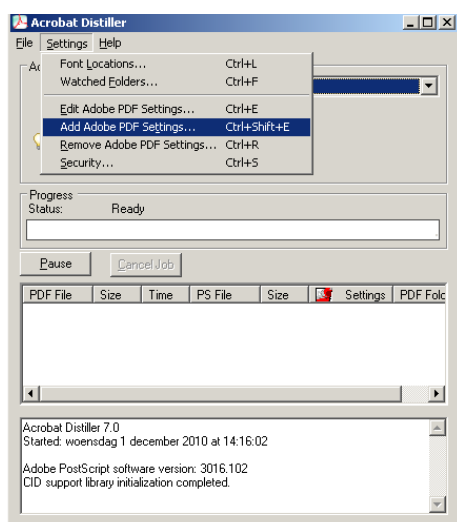 Acrobat Distiller
File Settings Help
Font Locations... Ctrl+L
Watched Folders... Ctrl+F
Edit Adobe PDF Settings... Ctrl+E
Add Adobe PDF Settings... Ctrl+Shift+E
Remove Adobe PDF Settings... Ctrl+R
Security... Ctrl+S
Progress
Status: Ready
Pause Cancel Job
PDF File Size Time PS File Size Settings PDF Folc
Acrobat Distiller 7.0
Started: woensdag 1 december 2010 at 14:16:02
Adobe PostScript software version: 3016.102
CID support library initialization completed.